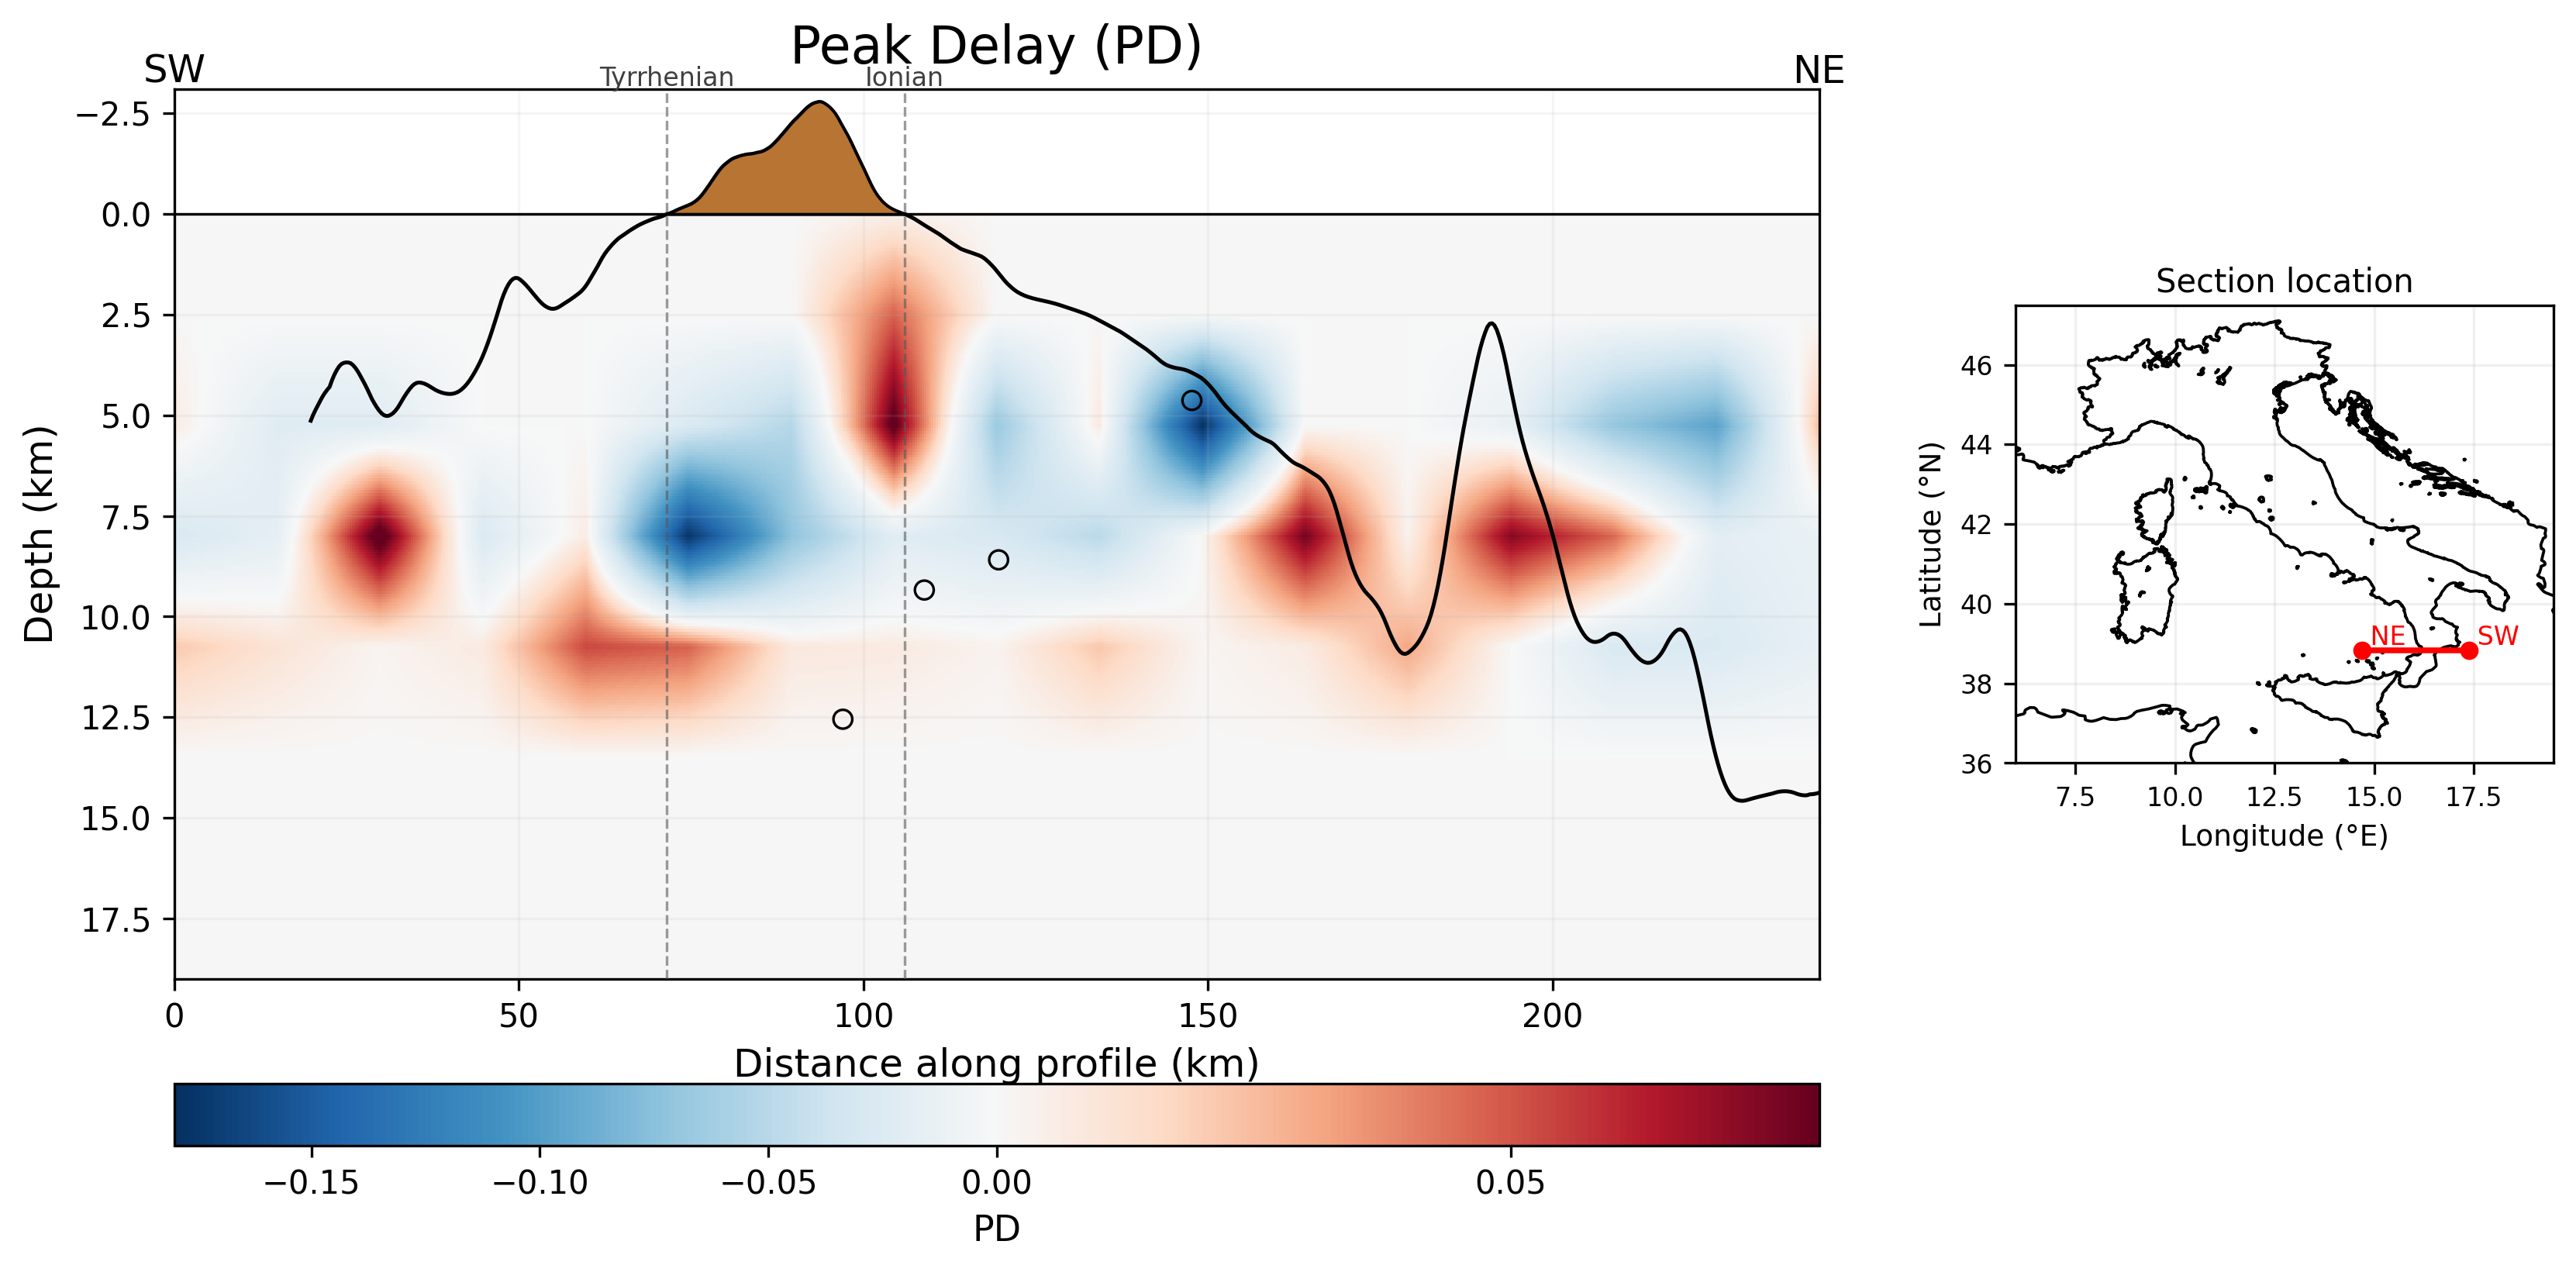 Peak Delay (PD)
SW
NE
Tyrrhenian
Ionian
−2.5
0.0
2.5
5.0
7.5
10.0
12.5
15.0
17.5
Depth (km)
0
50
100
150
200
Distance along profile (km)
−0.15
−0.10
−0.05
0.00
0.05
PD
Section location
46
44
42
40
38
36
Latitude (°N)
NE
SW
7.5
10.0
12.5
15.0
17.5
Longitude (°E)